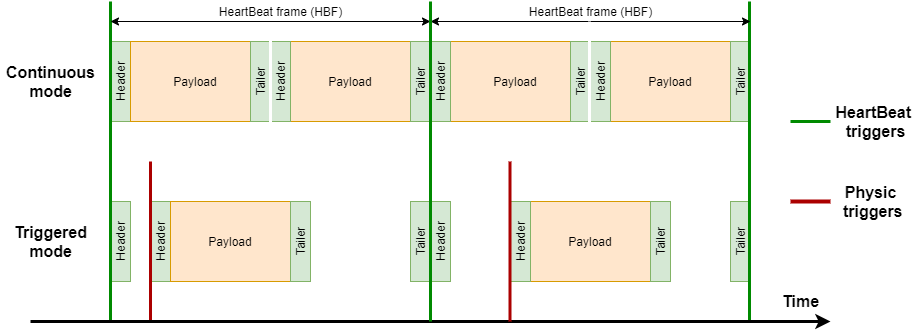 HeartBeat frame (HBF)
HeartBeat frame (HBF)
Continuous
mode
Header
Payload
Tailer
Header
Payload
Tailer
Header
Payload
Tailer
Header
Payload
Tailer
HeartBeat
triggers
Physic
triggers
Triggered
mode
Header
Header
Payload
Tailer
Tailer
Header
Header
Payload
Tailer
Tailer
Time